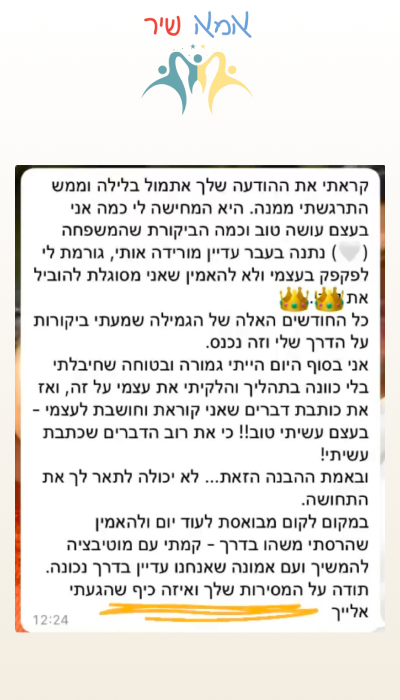 אמא שיר
קראתי את ההודעה שלך אתמול בלילה וממש
התרגשתי ממנה. היא המחישה לי כמה אני
בעצם עושה טוב וכמה הביקורת שהמשפחה
(🤍) נתנה בעבר עדיין מורידה אותי, גורמת לי
לפקפק בעצמי ולא להאמין שאני מסוגלת להוביל
את
כל החודשים האלה של הגמילה שמעתי ביקורות
על הדרך שלי וזה נכנס.
אני בסוף היום הייתי גמורה ובטוחה שחיבלתי
בלי כוונה בתהליך והלקיתי את עצמי על זה, ואז
את כותבת דברים שאני קוראת וחושבת לעצמי -
בעצם עשיתי טוב!! כי את רוב הדברים שכתבת
עשיתי!
ובאמת ההבנה הזאת... לא יכולה לתאר לך את
התחושה.
במקום לקום מבואסת לעוד יום ולהאמין
שהרסתי משהו בדרך - קמתי עם מוטיבציה
להמשיך ועם אמונה שאנחנו עדיין בדרך נכונה.
תודה על המסירות שלך ואיזה כיף שהגעתי
אלייך
12:24